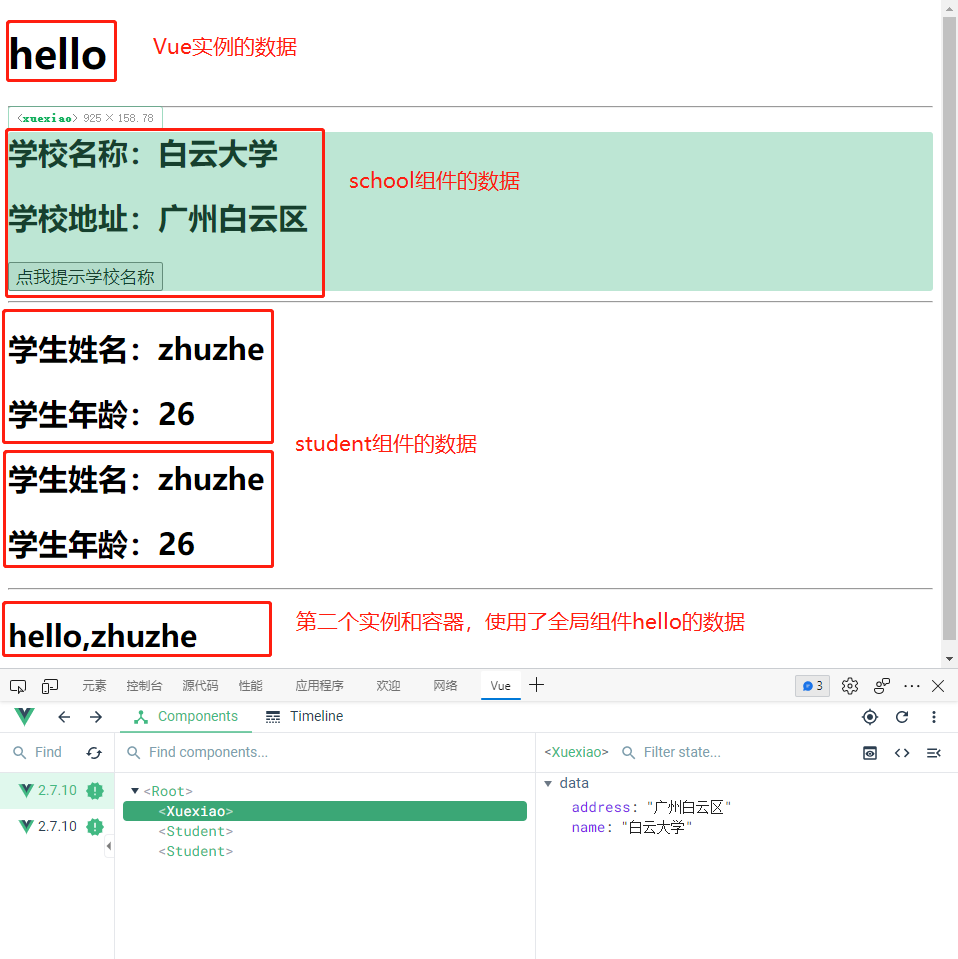 hello
Vue实例的数据
<xuexiao> 925 × 158.78
学校名称：白云大学
学校地址：广州白云区
school组件的数据
点我提示学校名称
学生姓名：zhuzhe
学生年龄：26
student组件的数据
学生姓名：zhuzhe
学生年龄：26
hello,zhuzhe
第二个实例和容器，使用了全局组件hello的数据
元素 控制台 源代码 性能 应用程序 欢迎 网络 Vue 3
Components Timeline
Find Find components... <Xuexiao> Filter state...
2.7.10
2.7.10
<Root>
<Xuexiao>
<Student>
<Student>
data
address: "广州白云区"
name: "白云大学"